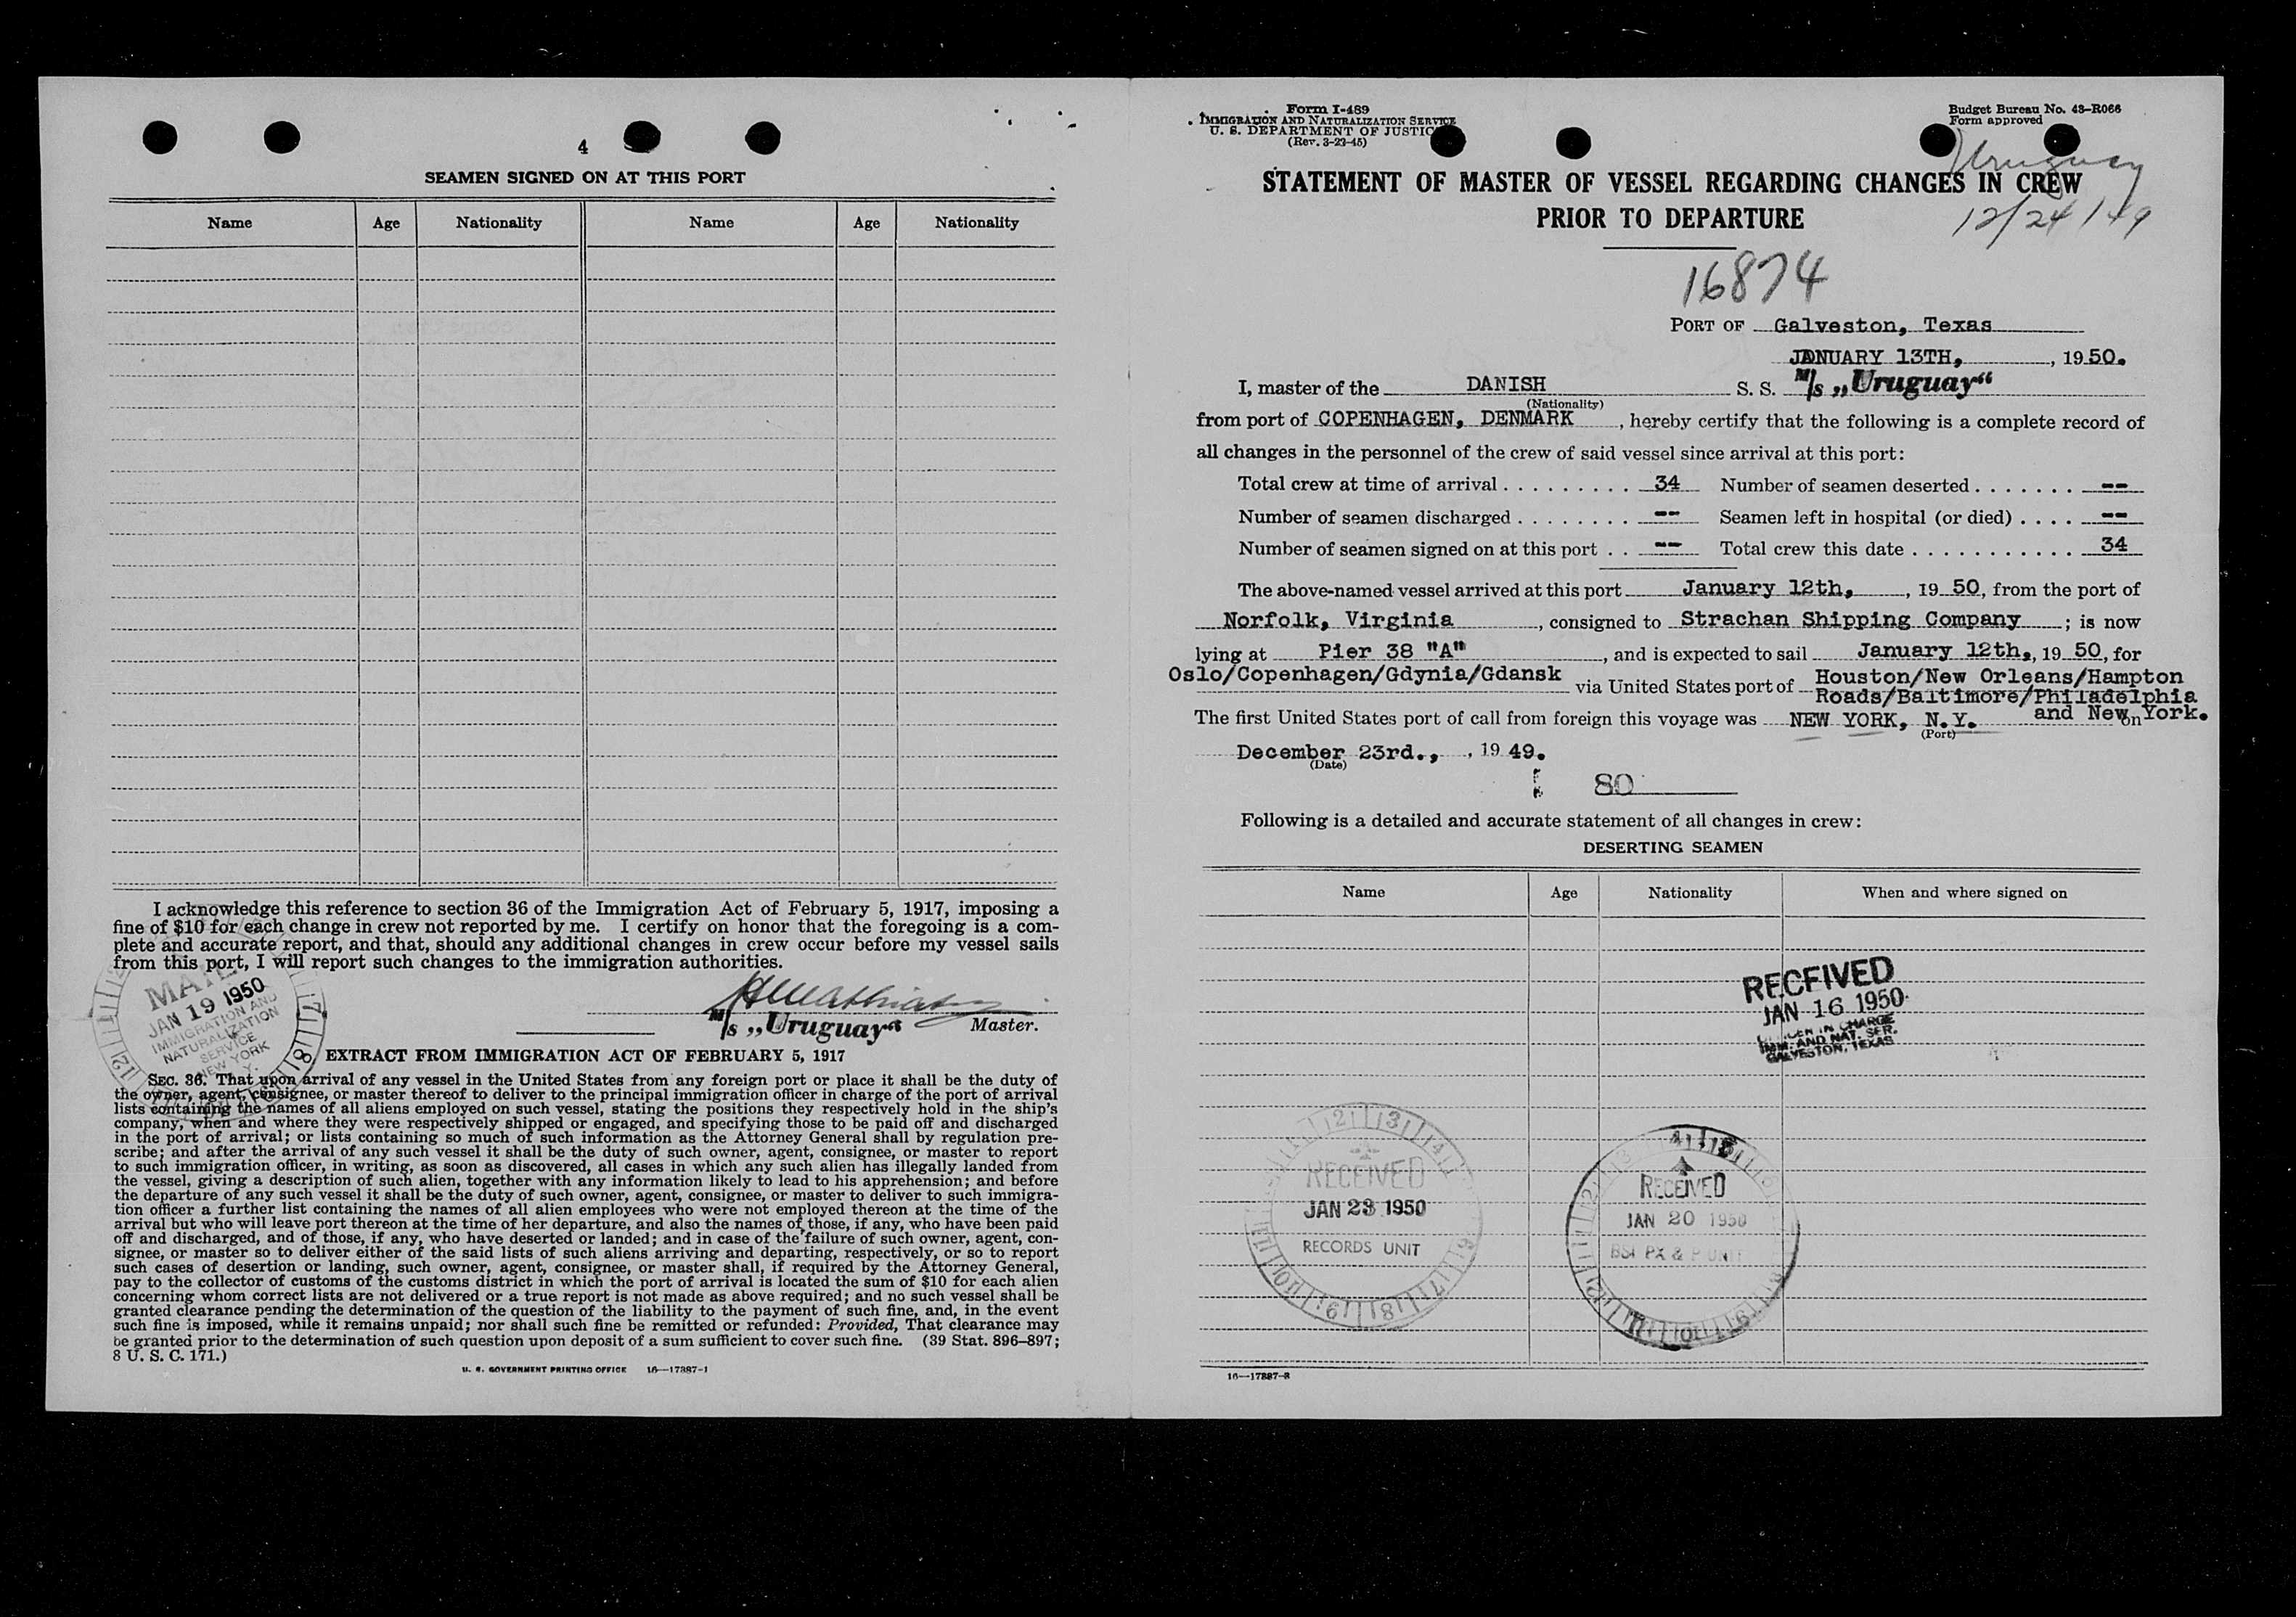 4
SEAMEN SIGNED ON AT THIS PORT
Name Age Nationality Name Age Nationality
I acknowledge this reference to section 36 of the Immigration Act of February 5, 1917, imposing a
fine of $10 for each change in crew not reported by me. I certify on honor that the foregoing is a com-
plete and accurate report, and that, should any additional changes in crew occur before my vessel sails
from this port, I will report such changes to the immigration authorities.
M/s „Uruguay“ Master.
MAIL
JAN 19 1950
IMMIGRATION AND
NATURALIZATION
SERVICE
NEW YORK
EXTRACT FROM IMMIGRATION ACT OF FEBRUARY 5, 1917
SEC. 36. That upon arrival of any vessel in the United States from any foreign port or place it shall be the duty of
the owner, agent, consignee, or master thereof to deliver to the principal immigration officer in charge of the port of arrival
lists containing the names of all aliens employed on such vessel, stating the positions they respectively hold in the ship's
company, when and where they were respectively shipped or engaged, and specifying those to be paid off and discharged
in the port of arrival; or lists containing so much of such information as the Attorney General shall by regulation pre-
scribe; and after the arrival of any such vessel it shall be the duty of such owner, agent, consignee, or master to report
to such immigration officer, in writing, as soon as discovered, all cases in which any such alien has illegally landed from
the vessel, giving a description of such alien, together with any information likely to lead to his apprehension; and before
the departure of any such vessel it shall be the duty of such owner, agent, consignee, or master to deliver to such immigra-
tion officer a further list containing the names of all alien employees who were not employed thereon at the time of the
arrival but who will leave port thereon at the time of her departure, and also the names of those, if any, who have been paid
off and discharged, and of those, if any, who have deserted or landed; and in case of the failure of such owner, agent, con-
signee, or master so to deliver either of the said lists of such aliens arriving and departing, respectively, or so to report
such cases of desertion or landing, such owner, agent, consignee, or master shall, if required by the Attorney General,
pay to the collector of customs of the customs district in which the port of arrival is located the sum of $10 for each alien
concerning whom correct lists are not delivered or a true report is not made as above required; and no such vessel shall be
granted clearance pending the determination of the question of the liability to the payment of such fine, and, in the event
such fine is imposed, while it remains unpaid; nor shall such fine be remitted or refunded: Provided, That clearance may
be granted prior to the determination of such question upon deposit of a sum sufficient to cover such fine. (39 Stat. 896–897;
8 U. S. C. 171.)
U. S. GOVERNMENT PRINTING OFFICE 16—17887-1
Form I-489
IMMIGRATION AND NATURALIZATION SERVICE
U. S. DEPARTMENT OF JUSTICE
(Rev. 3-23-45)
Budget Bureau No. 43-R066
Form approved
Uruguay
12/24/49
STATEMENT OF MASTER OF VESSEL REGARDING CHANGES IN CREW
PRIOR TO DEPARTURE
16874
PORT OF Galveston, Texas
JANUARY 13TH, , 1950.
I, master of the DANISH S. S. M/s „Uruguay“
(Nationality)
from port of COPENHAGEN, DENMARK , hereby certify that the following is a complete record of
all changes in the personnel of the crew of said vessel since arrival at this port:
Total crew at time of arrival . . . . . . . . . 34 Number of seamen deserted . . . . . . . --
Number of seamen discharged . . . . . . . . -- Seamen left in hospital (or died) . . . . --
Number of seamen signed on at this port . . -- Total crew this date . . . . . . . . . . . . 34
The above-named vessel arrived at this port January 12th, , 19 50, from the port of
Norfolk, Virginia , consigned to Strachan Shipping Company ; is now
lying at Pier 38 "A" , and is expected to sail January 12th, , 19 50, for
Oslo/Copenhagen/Gdynia/Gdansk via United States port of Houston/New Orleans/Hampton
Roads/Baltimore/Philadelphia
and New York.
The first United States port of call from foreign this voyage was NEW YORK, N.Y. on
(Port)
December 23rd., , 19 49.
(Date)
80
Following is a detailed and accurate statement of all changes in crew:
DESERTING SEAMEN
Name Age Nationality When and where signed on
RECEIVED
JAN 16 1950
OFFICER IN CHARGE
IMM. AND NAT. SER.
GALVESTON, TEXAS
RECEIVED
JAN 23 1950
RECORDS UNIT
RECEIVED
JAN 20 1950
BSI PX & P UNIT
16—17887-3